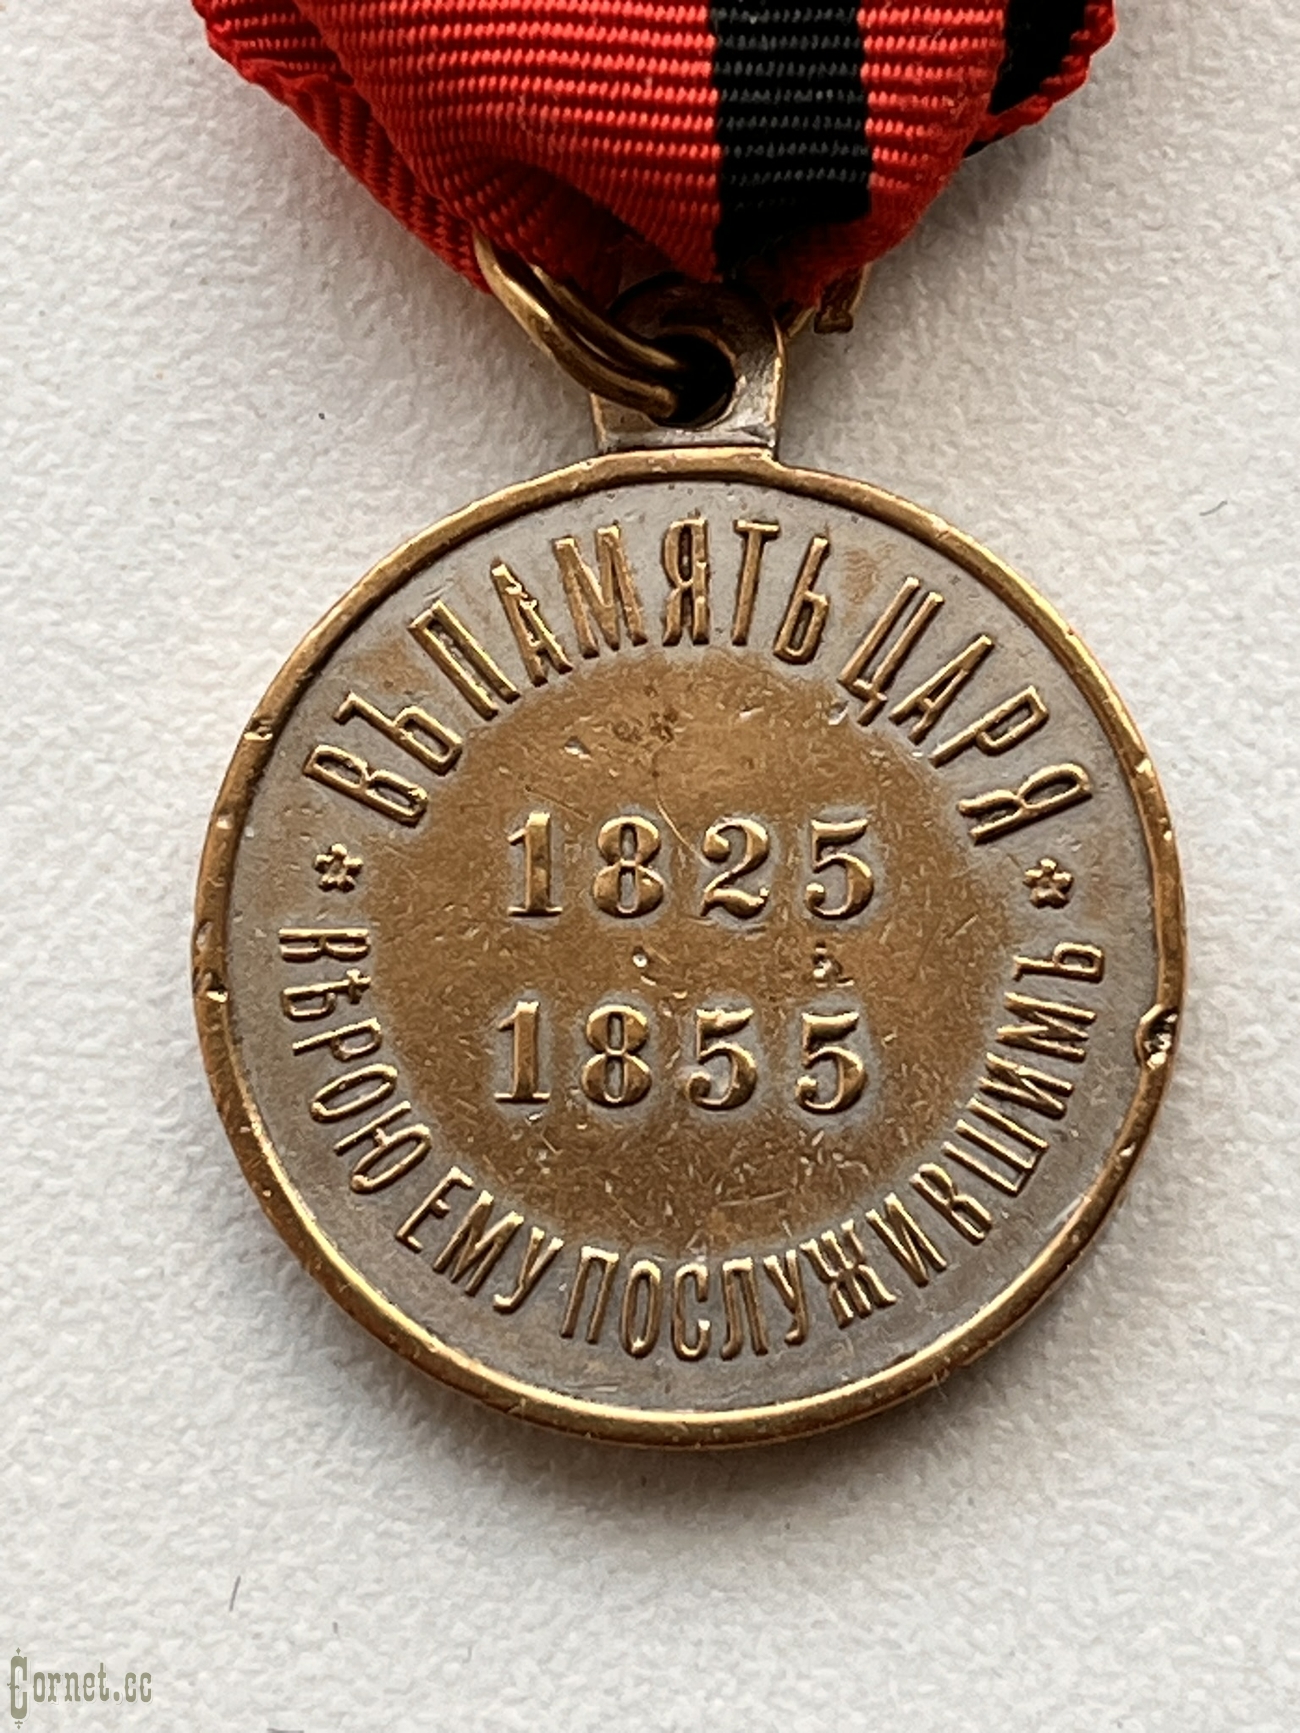 ВЪ ПАМЯТЬ ЦАРЯ
1825
1855
ВѢРОЮ ЕМУ ПОСЛУЖИВШИМЪ
Cornet.cc